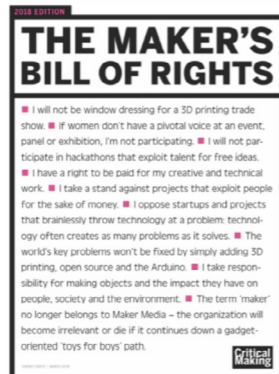 2018 EDITION
THE MAKER'S
BILL OF RIGHTS
■ I will not be window dressing for a 3D printing trade
show. ■ If women don't have a pivotal voice at an event,
panel or exhibition, I'm not participating. ■ I will not par-
ticipate in hackathons that exploit talent for free ideas.
■ I have a right to be paid for my creative and technical
work. ■ I take a stand against projects that exploit people
for the sake of money. ■ I oppose startups and projects
that brainlessly throw technology at a problem: technol-
ogy often creates as many problems as it solves. ■ The
world's key problems won't be fixed by simply adding 3D
printing, open source and the Arduino. ■ I take respon-
sibility for making objects and the impact they have on
people, society and the environment. ■ The term 'maker'
no longer belongs to Maker Media – the organization will
become irrelevant or die if it continues down a gadget-
oriented 'toys for boys' path.
Critical
Making